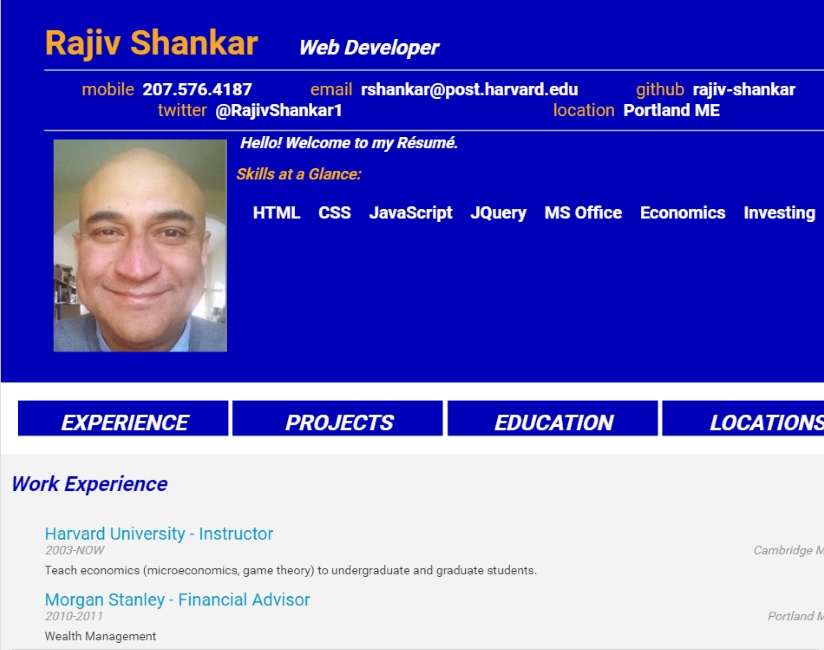 Rajiv Shankar Web Developer
mobile 207.576.4187 email rshankar@post.harvard.edu github rajiv-shankar
twitter @RajivShankar1 location Portland ME
Hello! Welcome to my Résumé.
Skills at a Glance:
HTML CSS JavaScript JQuery MS Office Economics Investing
EXPERIENCE PROJECTS EDUCATION LOCATIONS
Work Experience
Harvard University - Instructor
2003-NOW Cambridge M
Teach economics (microeconomics, game theory) to undergraduate and graduate students.
Morgan Stanley - Financial Advisor
2010-2011 Portland M
Wealth Management